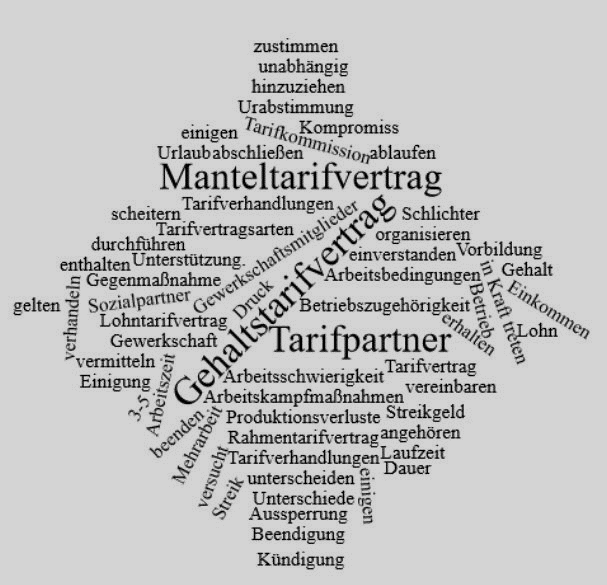 zustimmen
unabhängig
hinzuziehen
Urabstimmung
einigen
Tarifkommission
Kompromiss
Urlaub
abschließen
ablaufen
Manteltarifvertrag
Tarifverhandlungen
Gewerkschaftsmitglieder
scheitern
Schlichter
Tarifvertragsarten
organisieren
durchführen
Gehaltstarifvertrag
einverstanden
Vorbildung
enthalten
Unterstützung.
Gegenmaßnahme
Arbeitsbedingungen
in Kraft treten
Gehalt
gelten
verhandeln
Sozialpartner
Druck
Betriebszugehörigkeit
Betrieb
Einkommen
Lohntarifvertrag
erhalten
Lohn
Gewerkschaft
Tarifpartner
vermitteln
Tarifvertrag
Einigung
Arbeitszeit
Arbeitsschwierigkeit
vereinbaren
3-5
Arbeitskampfmaßnahmen
beenden
Mehrarbeit
Produktionsverluste
Streikgeld
Rahmentarifvertrag
angehören
versucht
Tarifverhandlungen
Laufzeit
Dauer
Streik
unterscheiden
einigen
Unterschiede
Aussperrung
Beendigung
Kündigung